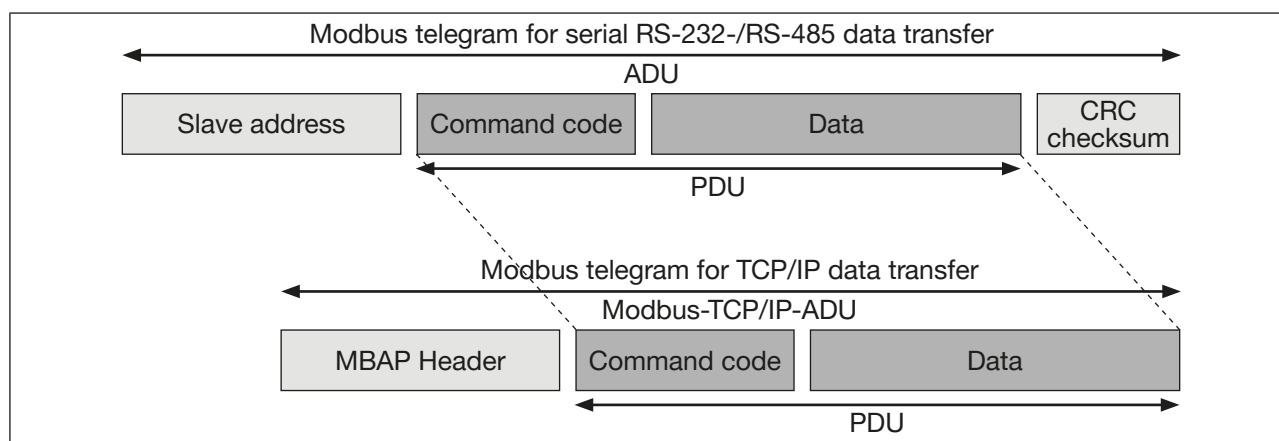 Modbus telegram for serial RS-232-/RS-485 data transfer
ADU
Slave address
Command code
Data
CRC
checksum
PDU
Modbus telegram for TCP/IP data transfer
Modbus-TCP/IP-ADU
MBAP Header
Command code
Data
PDU